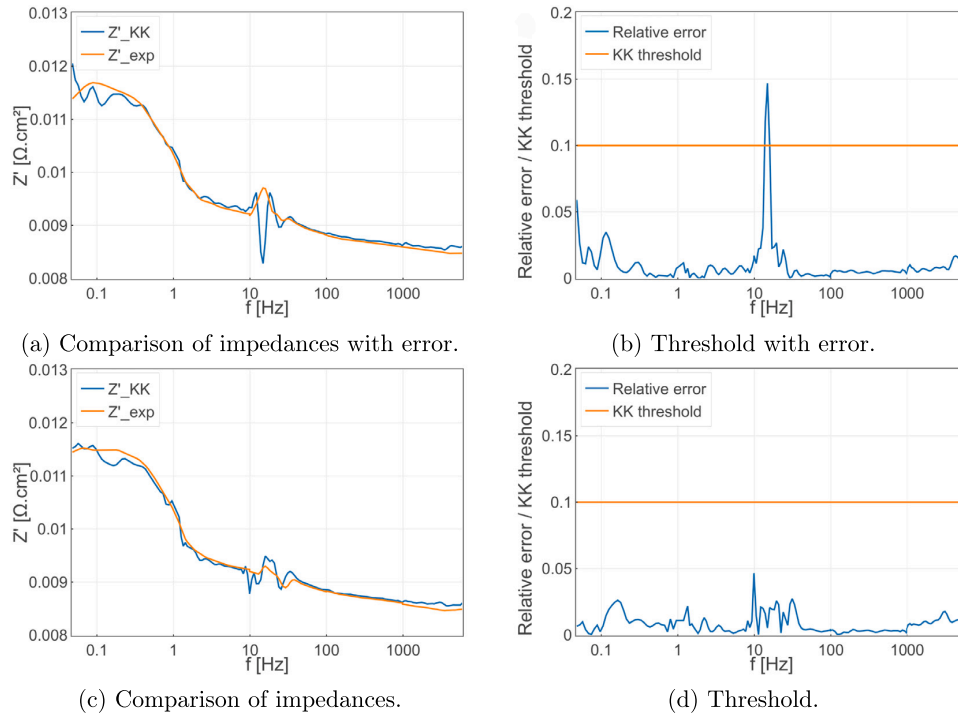 0.013
0.012
0.011
0.01
0.009
0.008
Z' [Ω.cm²]
Z'_KK
Z'_exp
0.1 1 10 100 1000
f [Hz]
(a) Comparison of impedances with error.
0.2
0.15
0.1
0.05
0
Relative error / KK threshold
Relative error
KK threshold
0.1 1 10 100 1000
f [Hz]
(b) Threshold with error.
0.013
0.012
0.011
0.01
0.009
0.008
Z' [Ω.cm²]
Z'_KK
Z'_exp
0.1 1 10 100 1000
f [Hz]
(c) Comparison of impedances.
0.2
0.15
0.1
0.05
0
Relative error / KK threshold
Relative error
KK threshold
0.1 1 10 100 1000
f [Hz]
(d) Threshold.